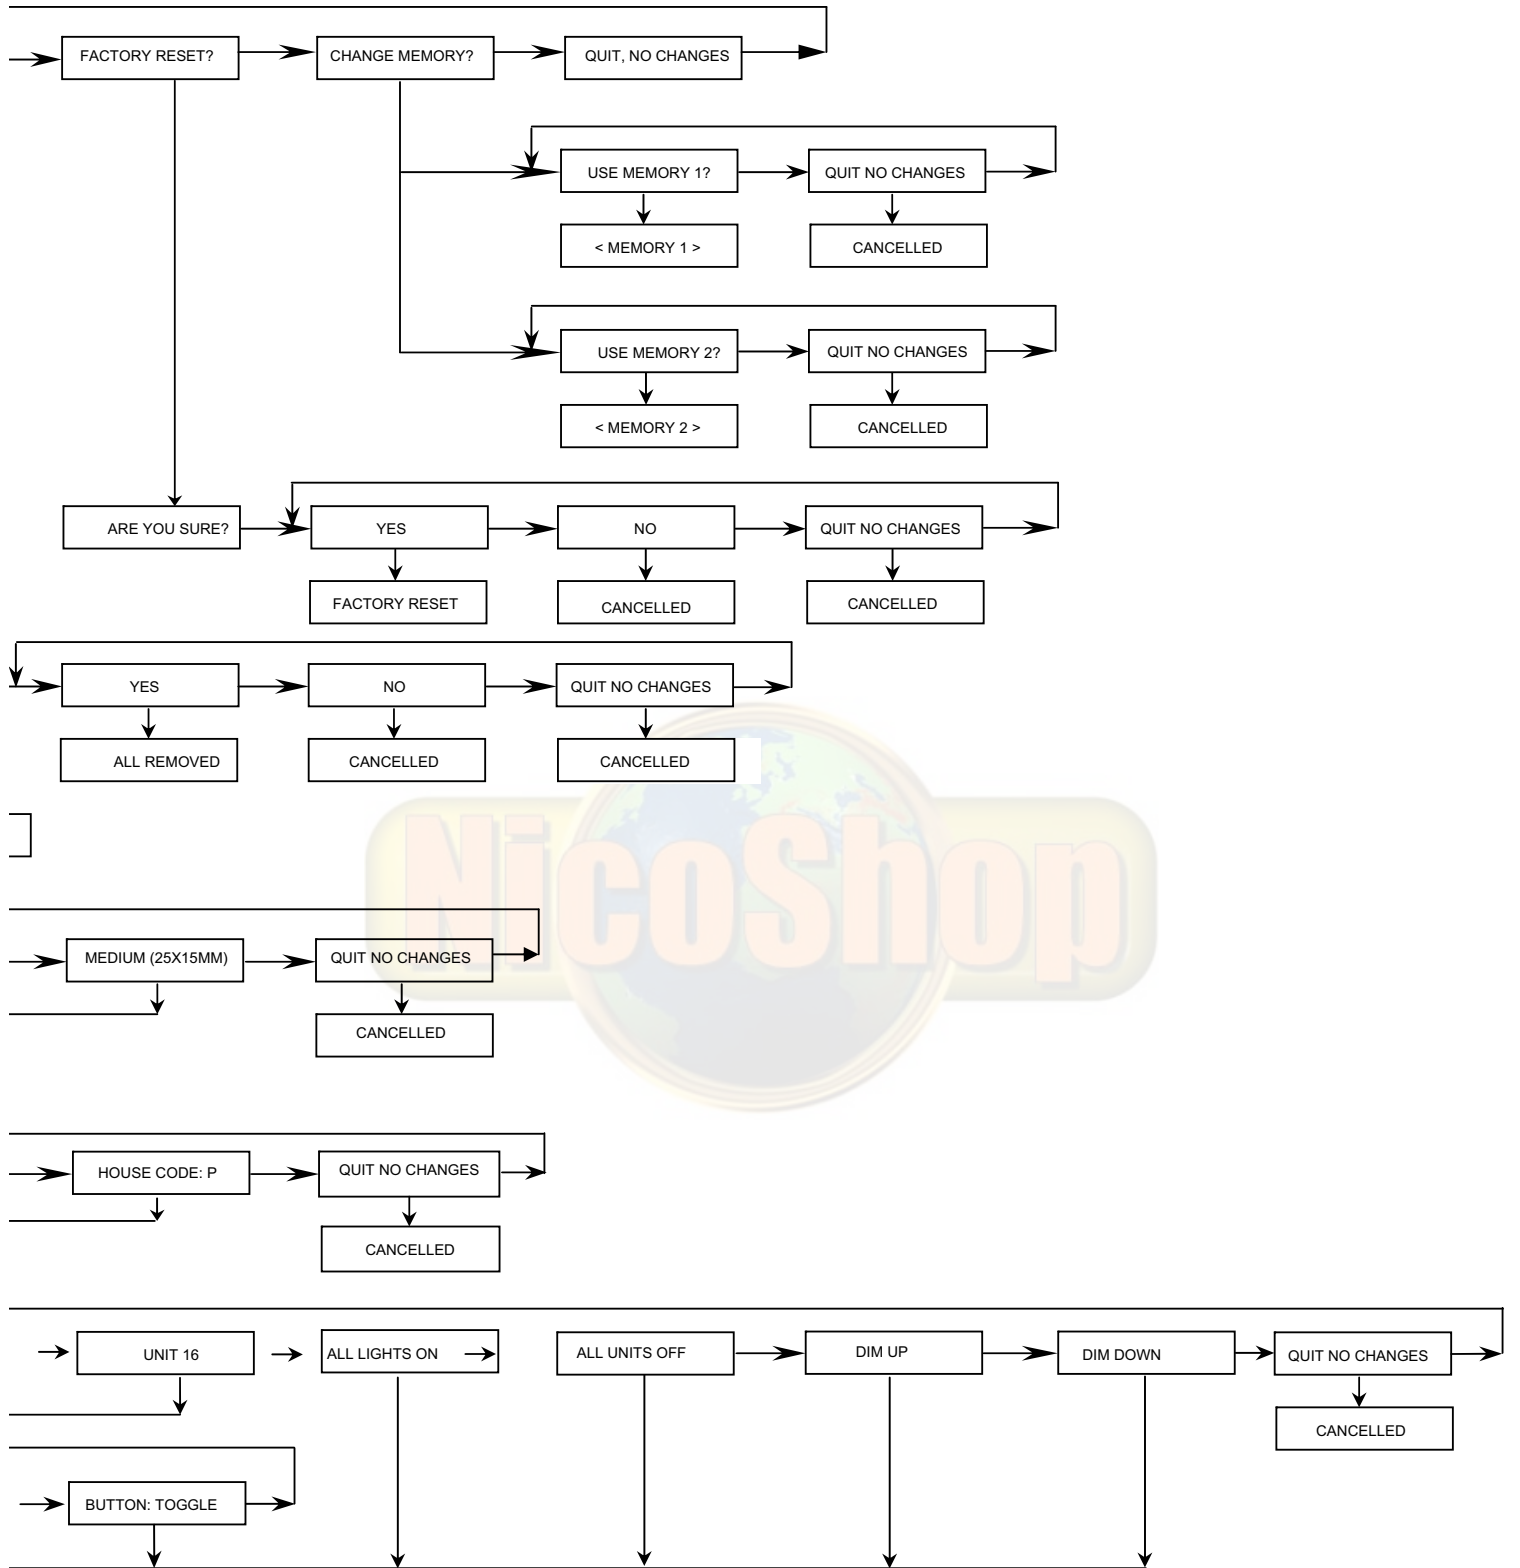 FACTORY RESET?
CHANGE MEMORY?
QUIT, NO CHANGES
USE MEMORY 1?
QUIT NO CHANGES
< MEMORY 1 >
CANCELLED
USE MEMORY 2?
QUIT NO CHANGES
< MEMORY 2 >
CANCELLED
ARE YOU SURE?
YES
NO
QUIT NO CHANGES
FACTORY RESET
CANCELLED
CANCELLED
YES
NO
QUIT NO CHANGES
ALL REMOVED
CANCELLED
CANCELLED
NicoShop
MEDIUM (25X15MM)
QUIT NO CHANGES
CANCELLED
HOUSE CODE: P
QUIT NO CHANGES
CANCELLED
UNIT 16
ALL LIGHTS ON
ALL UNITS OFF
DIM UP
DIM DOWN
QUIT NO CHANGES
CANCELLED
BUTTON: TOGGLE